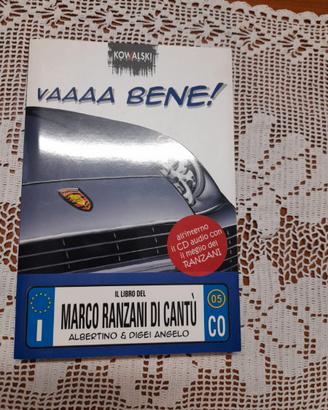 KOWALSKI
VAAAA BENE!
all'interno
il CD audio con
il meglio del
RANZANI
IL LIBRO DEL
MARCO RANZANI DI CANTÙ
ALBERTINO & DIGEI ANGELO
I
05
CO